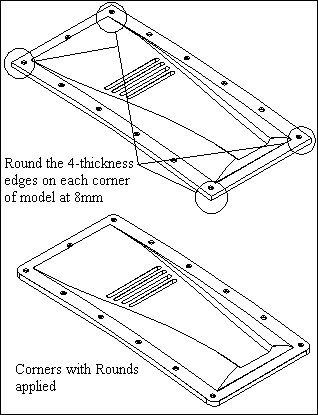 Round the 4-thickness
edges on each corner
of model at 8mm
Corners with Rounds
applied